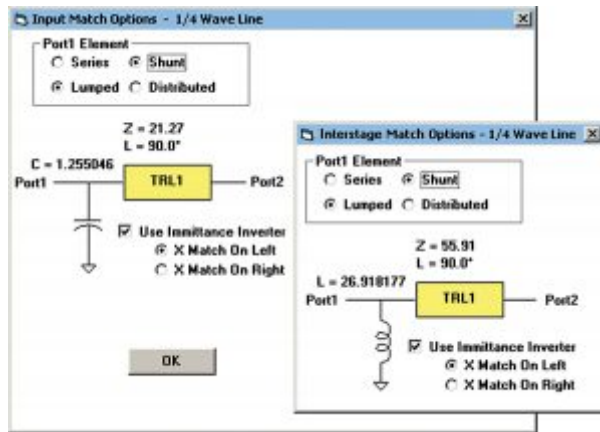 Input Match Options - 1/4 Wave Line
Port1 Element
Series Shunt
Lumped Distributed
Z = 21.27
L = 90.0°
C = 1.255046
Port1 TRL1 Port2
Use Immittance Inverter
X Match On Left
X Match On Right
OK
Interstage Match Options - 1/4 Wave Line
Port1 Element
Series Shunt
Lumped Distributed
Z = 55.91
L = 90.0°
L = 26.918177
Port1 TRL1 Port2
Use Immittance Inverter
X Match On Left
X Match On Right